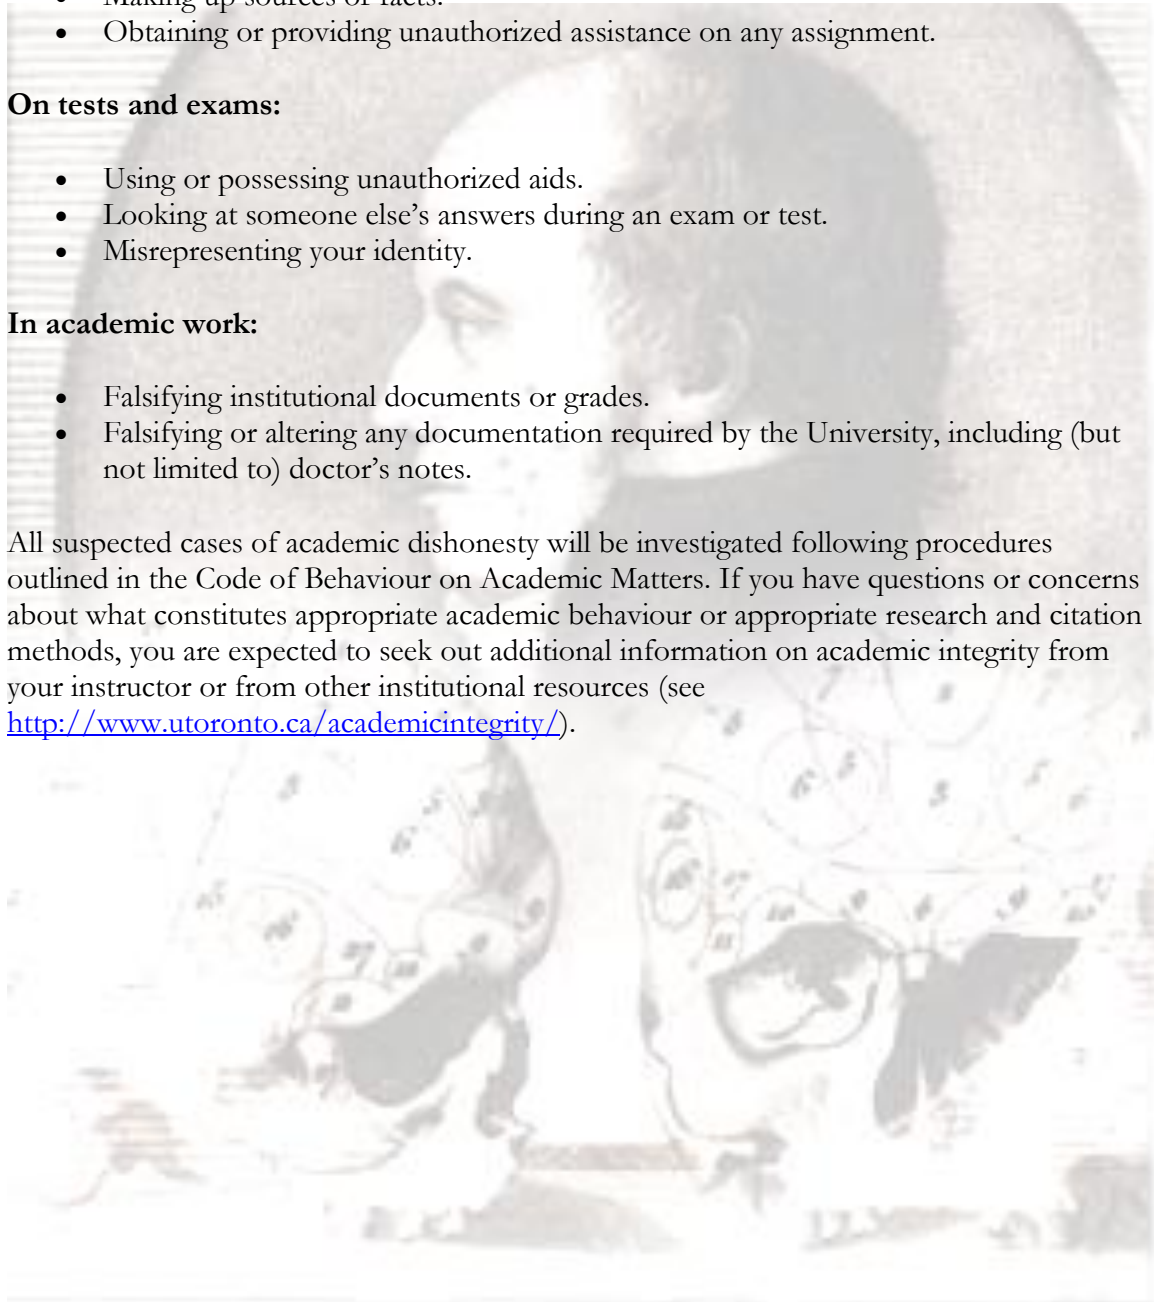 • Making up sources or facts.
• Obtaining or providing unauthorized assistance on any assignment.
On tests and exams:
• Using or possessing unauthorized aids.
• Looking at someone else’s answers during an exam or test.
• Misrepresenting your identity.
In academic work:
• Falsifying institutional documents or grades.
• Falsifying or altering any documentation required by the University, including (but
not limited to) doctor’s notes.
All suspected cases of academic dishonesty will be investigated following procedures
outlined in the Code of Behaviour on Academic Matters. If you have questions or concerns
about what constitutes appropriate academic behaviour or appropriate research and citation
methods, you are expected to seek out additional information on academic integrity from
your instructor or from other institutional resources (see
http://www.utoronto.ca/academicintegrity/).